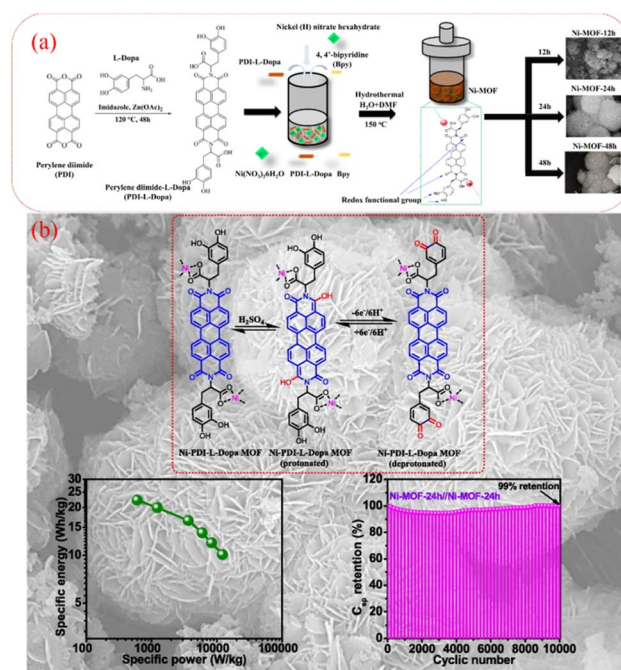 (a)
Nickel (II) nitrate hexahydrate
L-Dopa
PDI-L-Dopa
4, 4'-bipyridine
(Bpy)
Imidazole, Zn(OAc)₂
120 °C, 48h
Perylene diimide
(PDI)
Perylene diimide-L-Dopa
(PDI-L-Dopa)
Ni(NO₃)₂6H₂O
PDI-L-Dopa
Bpy
Hydrothermal
H₂O+DMF
150 °C
Ni-MOF
Redox functional group
12h
24h
48h
Ni-MOF-12h
Ni-MOF-24h
Ni-MOF-48h
(b)
H₂SO₄
-6e⁻/6H⁺
+6e⁻/6H⁺
Ni-PDI-L-Dopa MOF
Ni-PDI-L-Dopa MOF
(protonated)
Ni-PDI-L-Dopa MOF
(deprotonated)
Specific energy (Wh/kg)
30
25
20
15
10
5
100
1000
10000
100000
Specific power (W/kg)
Csp retention (%)
120
100
80
60
40
20
0
Ni-MOF-24h//Ni-MOF-24h
99% retention
0
2000
4000
6000
8000
10000
Cyclic number